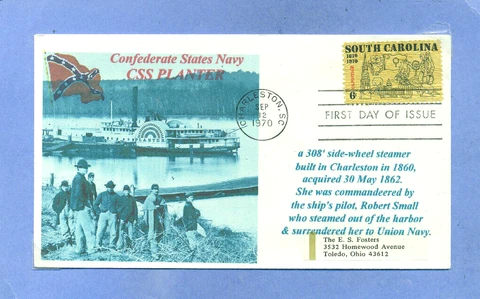 Confederate States Navy
CSS PLANTER
SOUTH CAROLINA
1670
1970
6¢
CHARLESTON, SC
SEP
12
1970
FIRST DAY OF ISSUE
PLANTER
a 308' side-wheel steamer
built in Charleston in 1860,
acquired 30 May 1862.
She was commandeered by
the ship's pilot, Robert Small
who steamed out of the harbor
& surrendered her to Union Navy.
The E. S. Fosters
3532 Homewood Avenue
Toledo, Ohio 43612